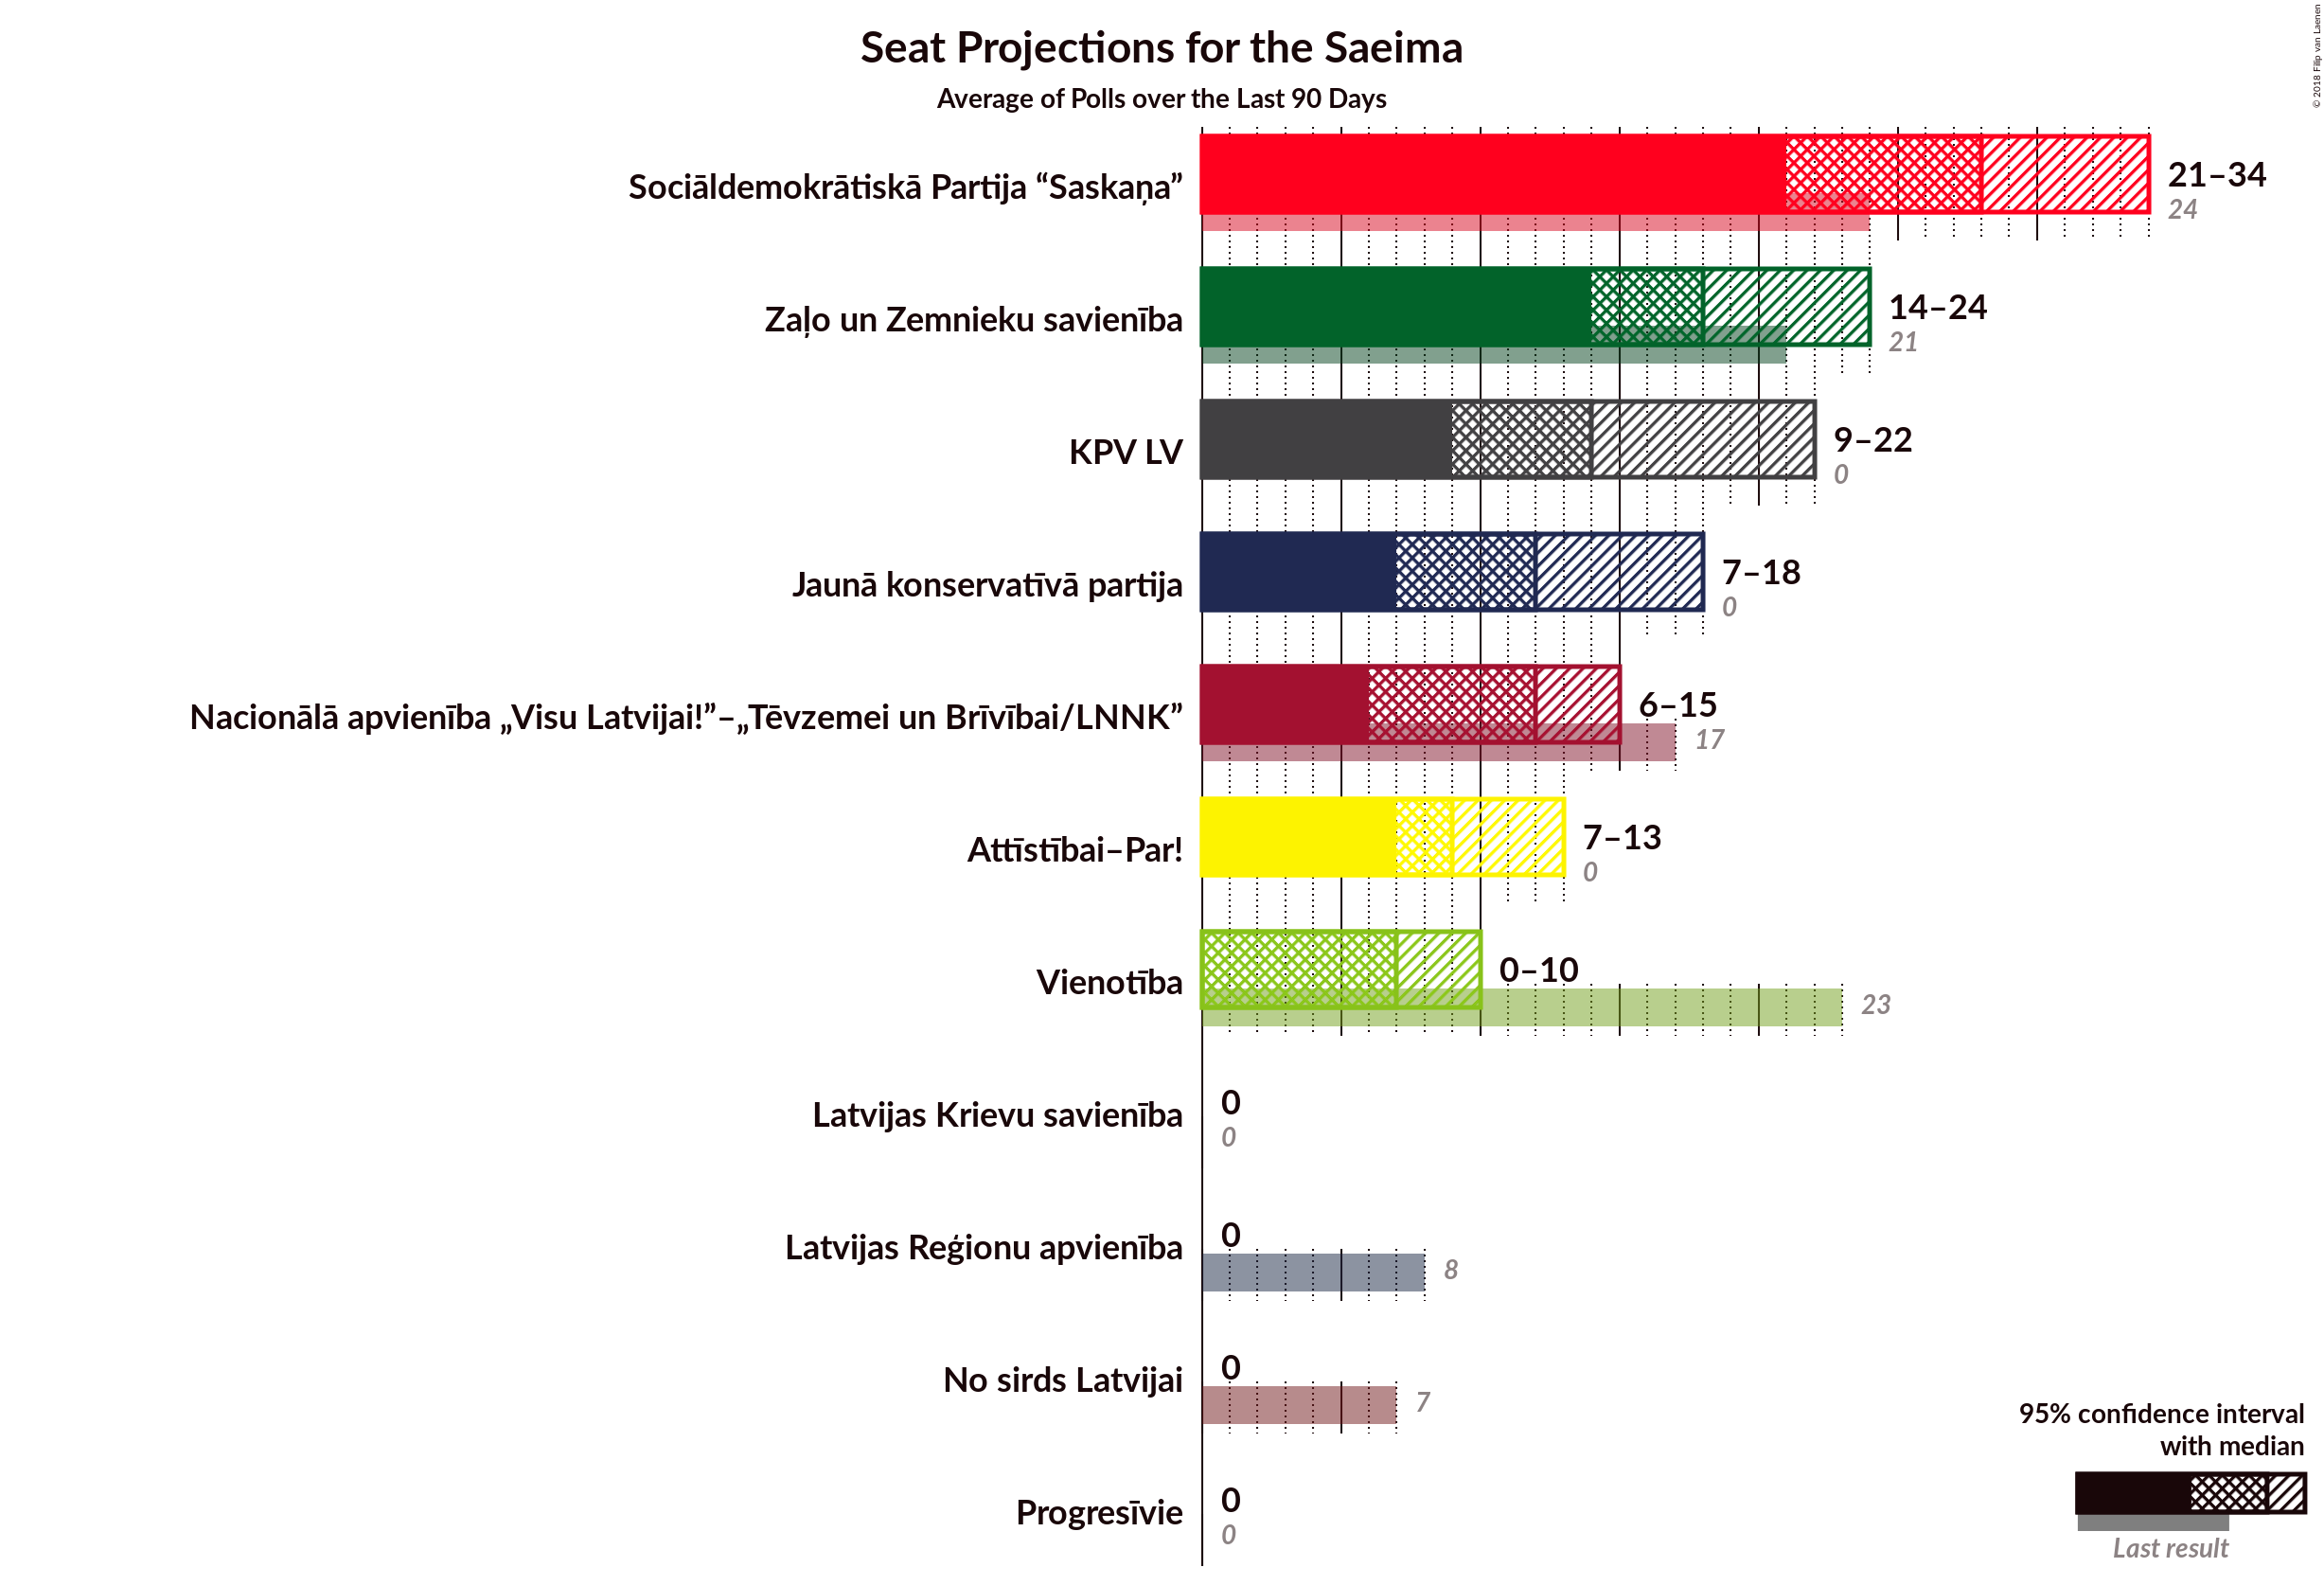 Seat Projections for the Saeima
Average of Polls over the Last 90 Days
© 2018 Filip van Laenen
Sociāldemokrātiskā Partija “Saskaņa”
21–34
24
Zaļo un Zemnieku savienība
14–24
21
KPV LV
9–22
0
Jaunā konservatīvā partija
7–18
0
Nacionālā apvienība „Visu Latvijai!”–„Tēvzemei un Brīvībai/LNNK”
6–15
17
Attīstībai–Par!
7–13
0
Vienotība
0–10
23
Latvijas Krievu savienība
0
0
Latvijas Reģionu apvienība
0
8
No sirds Latvijai
0
7
Progresīvie
0
0
95% confidence interval
with median
Last result